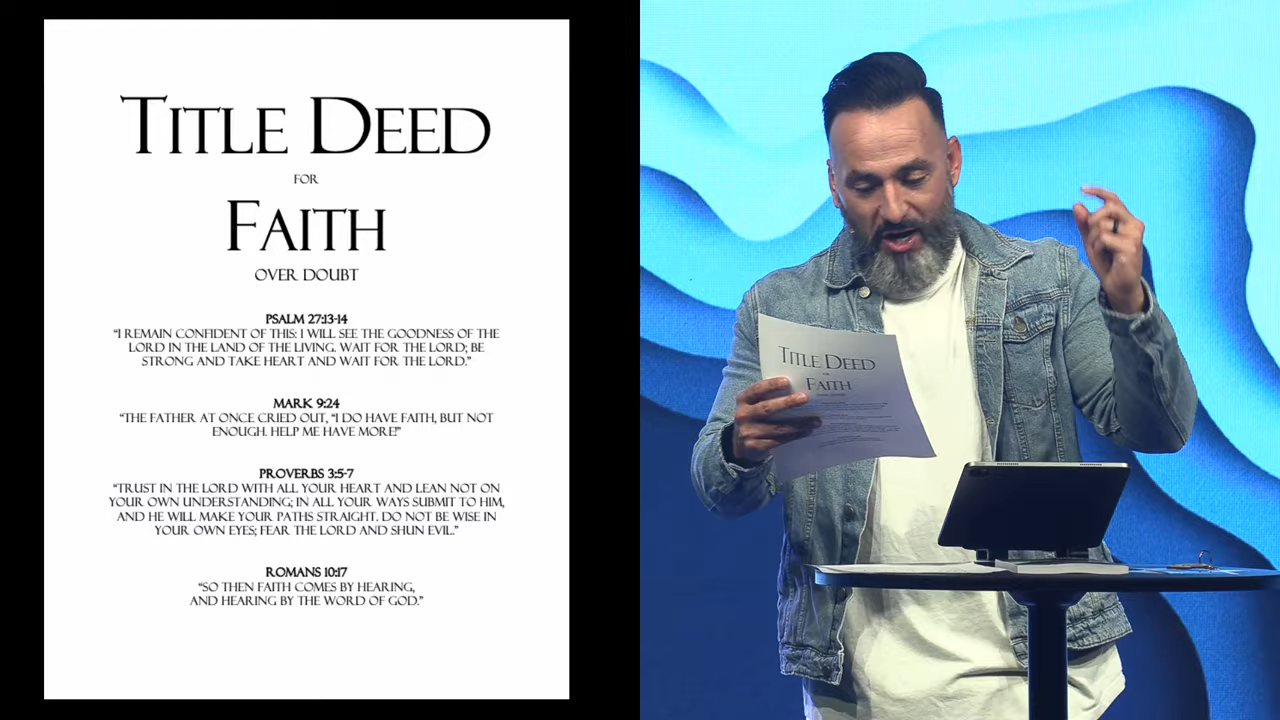 TITLE DEED
FOR
FAITH
OVER DOUBT
PSALM 27:13-14
“I REMAIN CONFIDENT OF THIS: I WILL SEE THE GOODNESS OF THE
LORD IN THE LAND OF THE LIVING. WAIT FOR THE LORD; BE
STRONG AND TAKE HEART AND WAIT FOR THE LORD.”
MARK 9:24
“THE FATHER AT ONCE CRIED OUT, “I DO HAVE FAITH, BUT NOT
ENOUGH. HELP ME HAVE MORE!”
PROVERBS 3:5-7
“TRUST IN THE LORD WITH ALL YOUR HEART AND LEAN NOT ON
YOUR OWN UNDERSTANDING; IN ALL YOUR WAYS SUBMIT TO HIM,
AND HE WILL MAKE YOUR PATHS STRAIGHT. DO NOT BE WISE IN
YOUR OWN EYES; FEAR THE LORD AND SHUN EVIL.”
ROMANS 10:17
“SO THEN FAITH COMES BY HEARING,
AND HEARING BY THE WORD OF GOD.”
TITLE DEED
FAITH